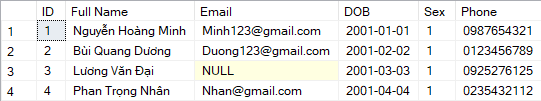 ID Full Name Email DOB Sex Phone
1 1 Nguyễn Hoàng Minh Minh123@gmail.com 2001-01-01 1 0987654321
2 2 Bùi Quang Dương Duong123@gmail.com 2001-02-02 1 0123456789
3 3 Lương Văn Đại NULL 2001-03-03 1 0925276125
4 4 Phan Trọng Nhân Nhan@gmail.com 2001-04-04 1 0235432112